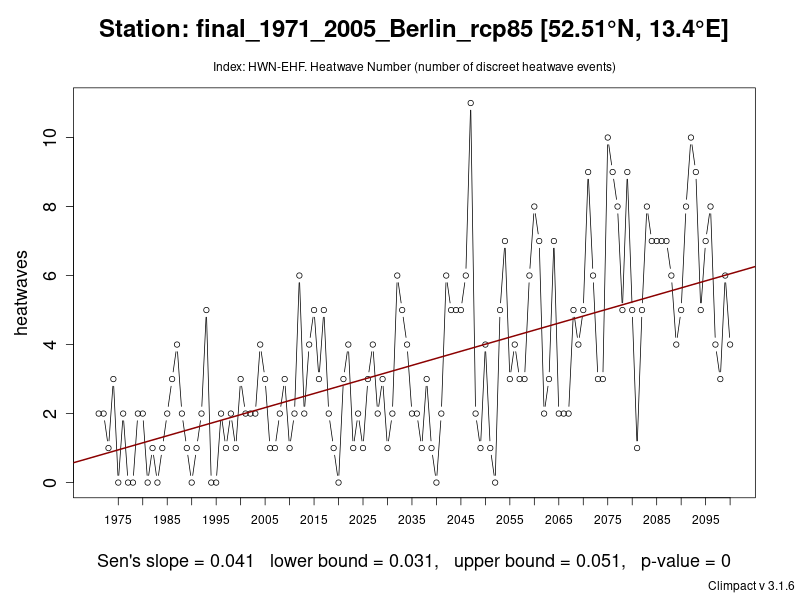 Station: final_1971_2005_Berlin_rcp85 [52.51°N, 13.4°E]
Index: HWN-EHF. Heatwave Number (number of discreet heatwave events)
heatwaves
10
8
6
4
2
0
1975 1985 1995 2005 2015 2025 2035 2045 2055 2065 2075 2085 2095
Sen's slope = 0.041 lower bound = 0.031, upper bound = 0.051, p-value = 0
Climpact v 3.1.6